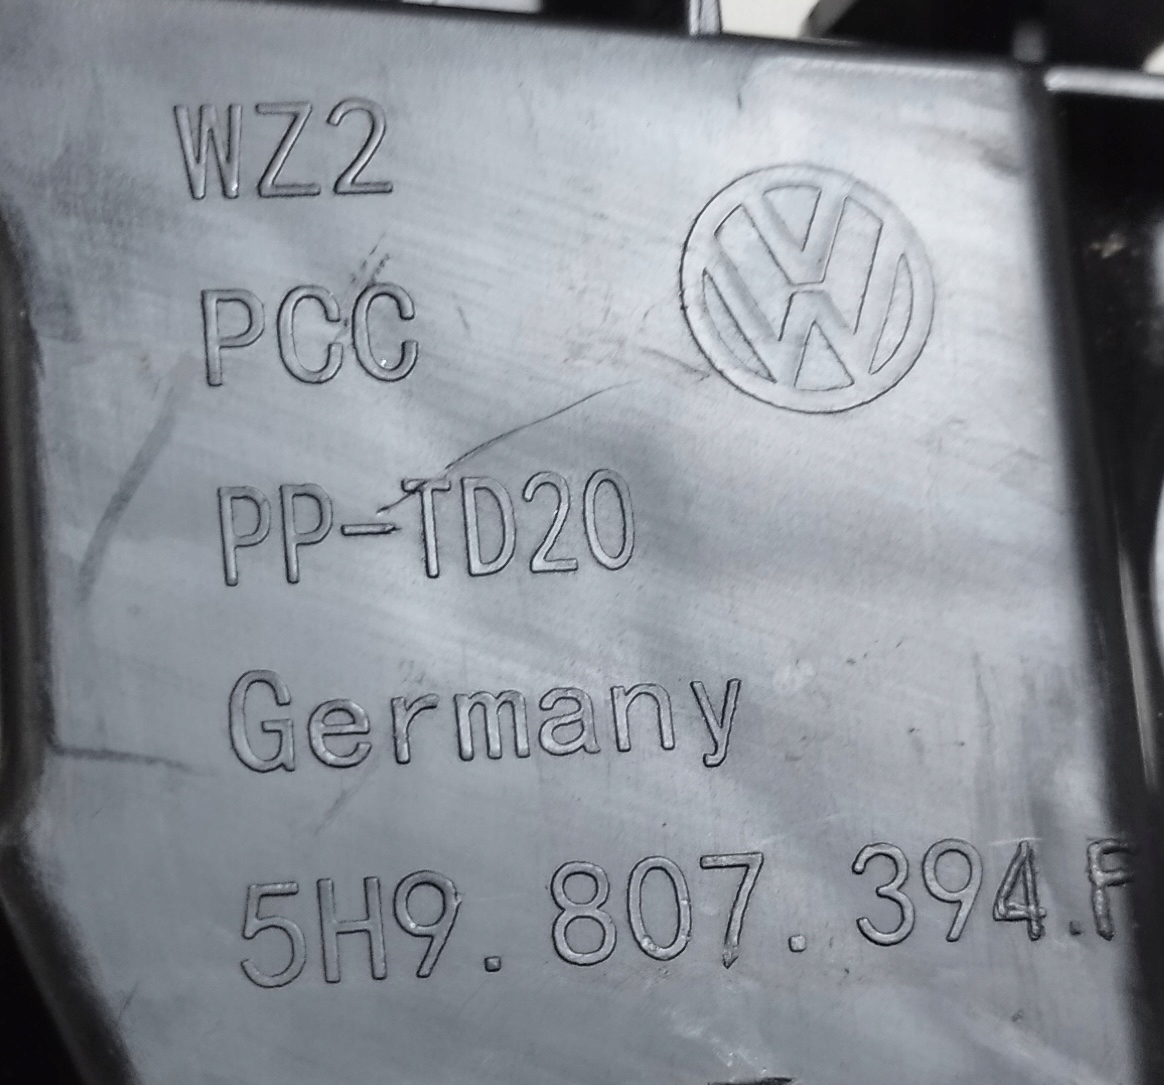 WZ2
PCC
PP-TD20
Germany
5H9.807.394.F